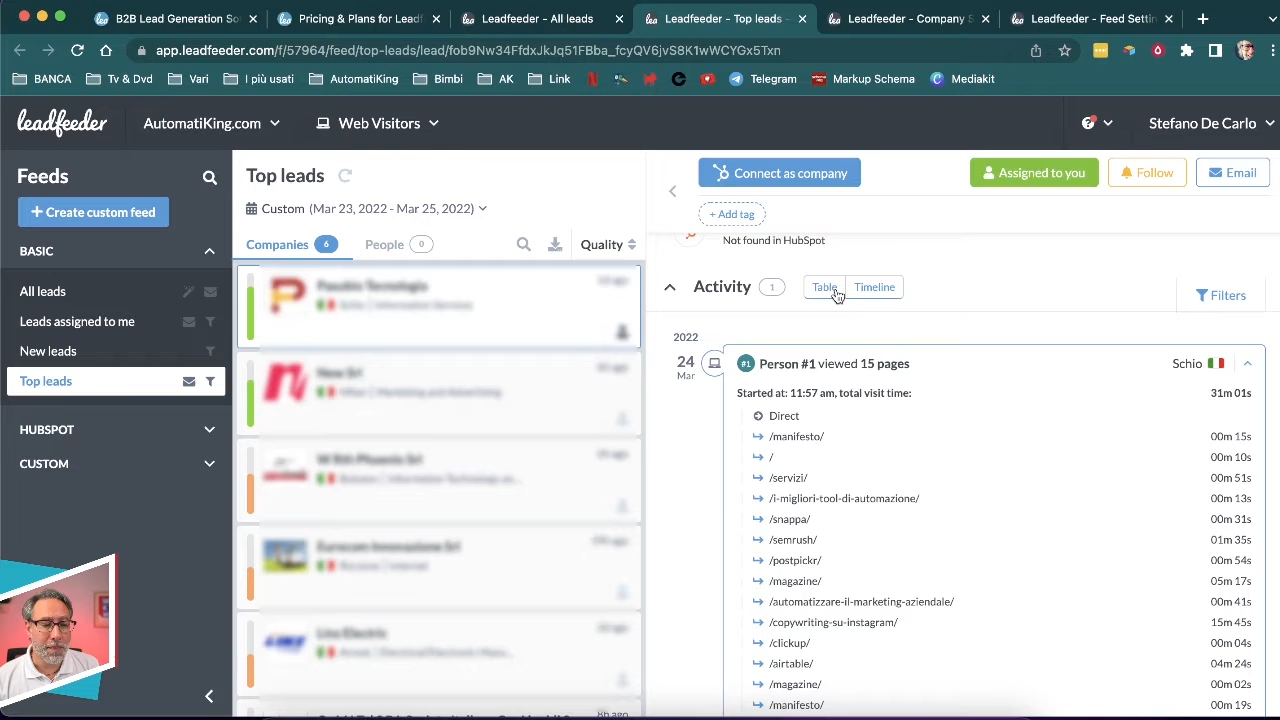 B2B Lead Generation So
Pricing & Plans for Leadf
Leadfeeder - All leads
Leadfeeder - Top leads -
Leadfeeder - Company S
Leadfeeder - Feed Settin
app.leadfeeder.com/f/57964/feed/top-leads/lead/fob9Nw34FfdxJkJq51FBba_fcyQV6jvS8K1wWCYGx5Txn
BANCA
Tv & Dvd
Vari
I più usati
AutomatiKing
Bimbi
AK
Link
Telegram
Markup Schema
Mediakit
leadfeeder
AutomatiKing.com
Web Visitors
Stefano De Carlo
Feeds
+ Create custom feed
BASIC
All leads
Leads assigned to me
New leads
Top leads
HUBSPOT
CUSTOM
Top leads
Custom (Mar 23, 2022 - Mar 25, 2022)
Companies 6
People 0
Quality
Connect as company
Assigned to you
Follow
Email
+ Add tag
Not found in HubSpot
Activity 1
Table
Timeline
Filters
2022
24
Mar
#1 Person #1 viewed 15 pages
Schio
Started at: 11:57 am, total visit time: 31m 01s
Direct
/manifesto/ 00m 15s
/ 00m 10s
/servizi/ 00m 51s
/i-migliori-tool-di-automazione/ 00m 13s
/snappa/ 00m 31s
/semrush/ 01m 35s
/postpickr/ 00m 54s
/magazine/ 05m 17s
/automatizzare-il-marketing-aziendale/ 00m 41s
/copywriting-su-instagram/ 15m 45s
/clickup/ 00m 04s
/airtable/ 04m 24s
/magazine/ 00m 02s
/manifesto/ 00m 19s